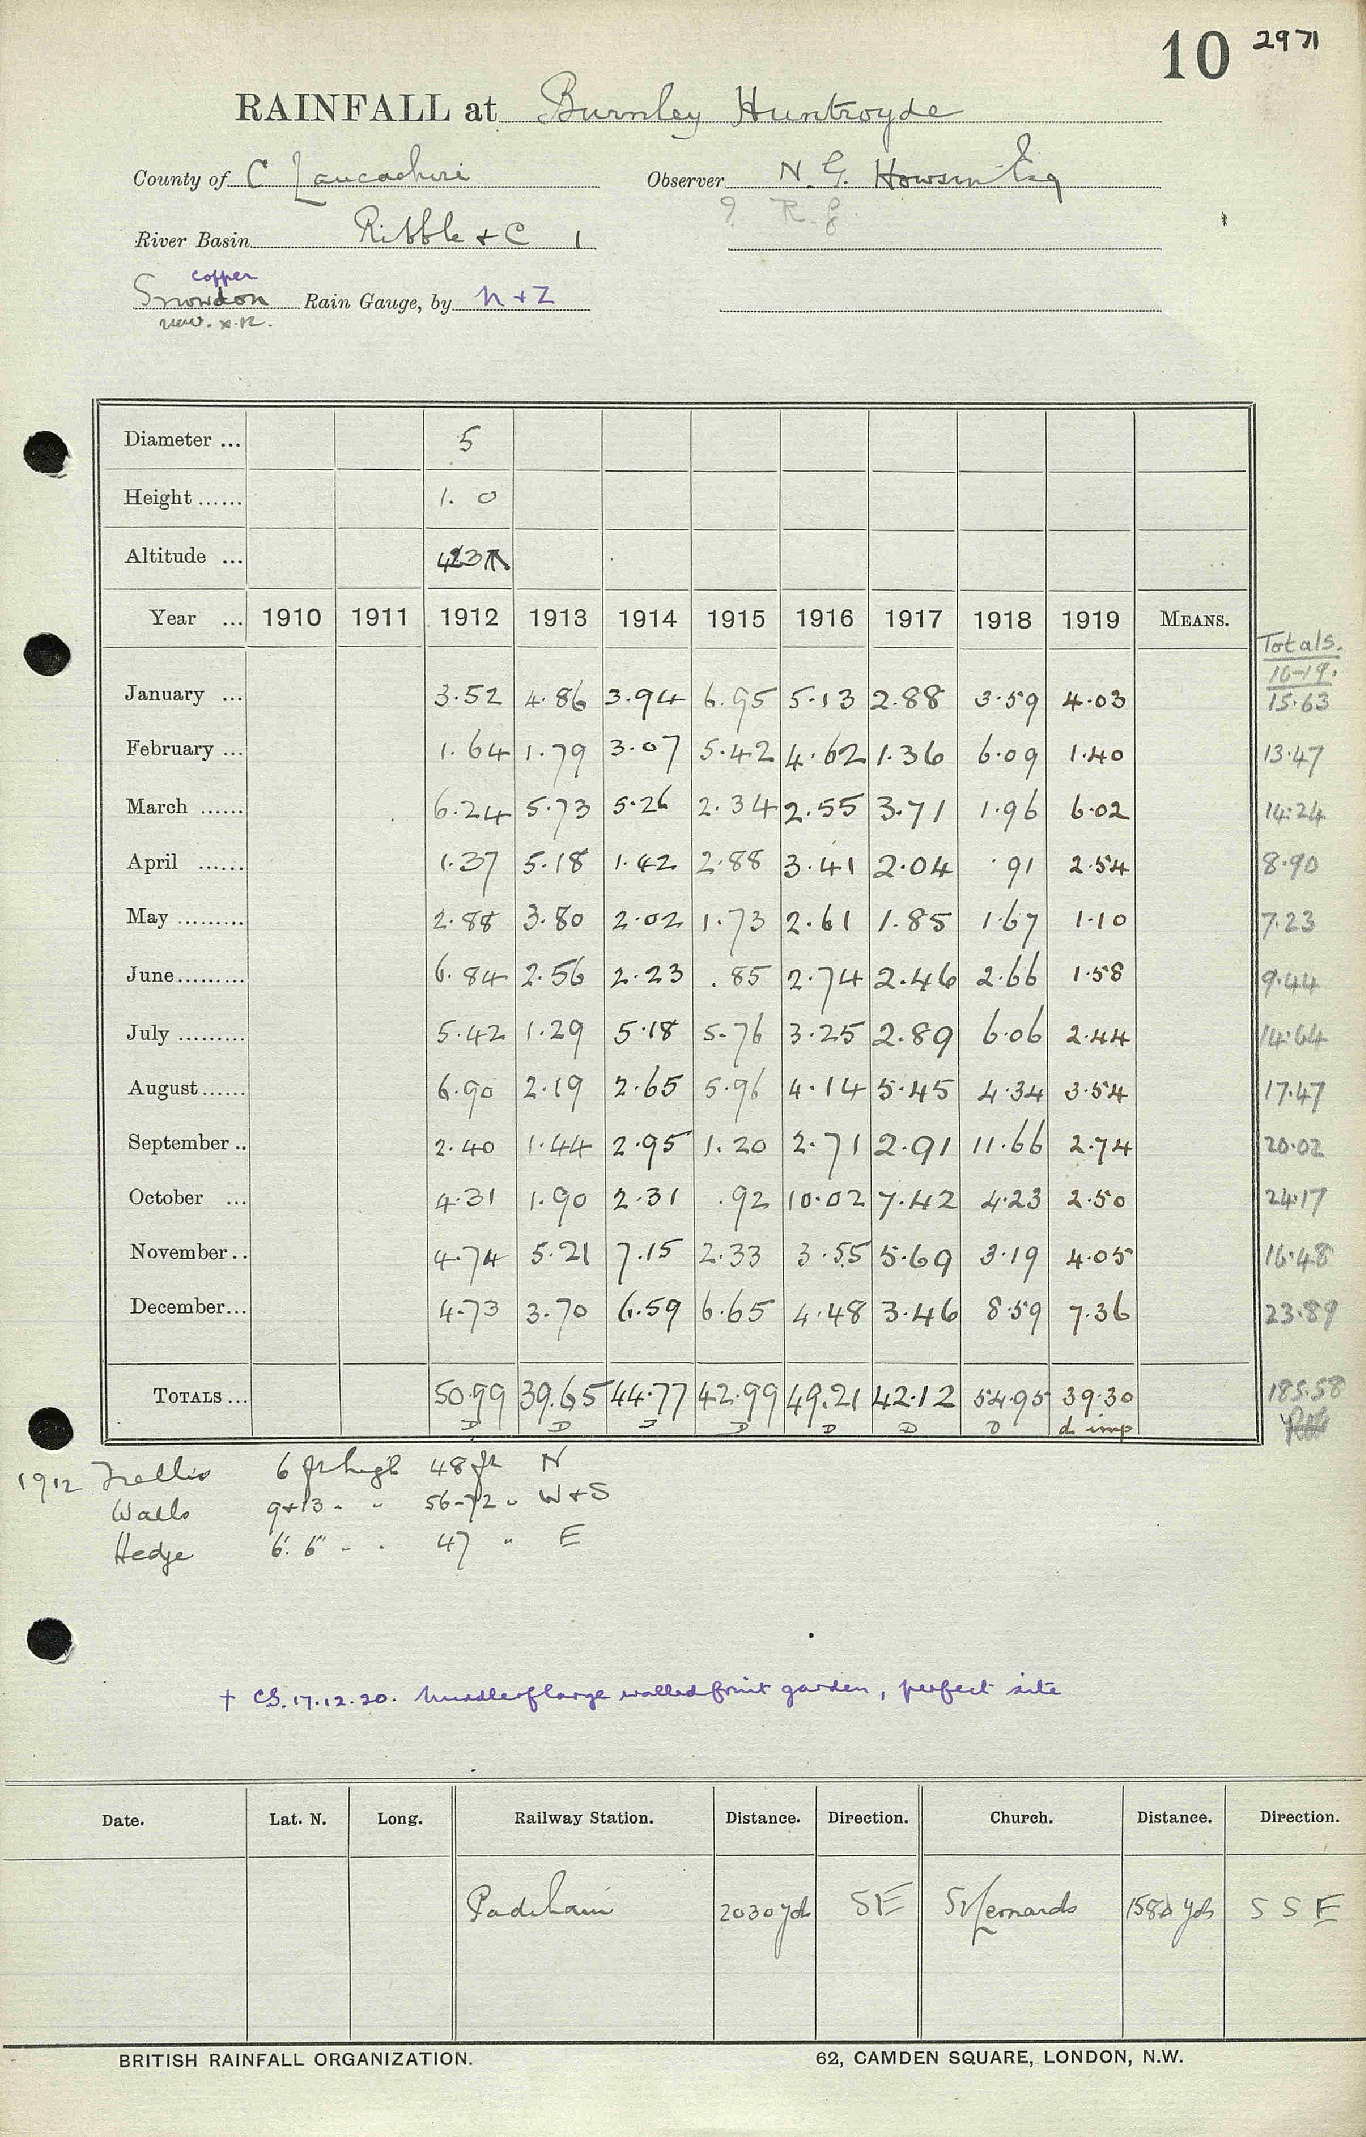 10 2971
RAINFALL at Burnley Huntroyde
County of C Lancashire Observer N. G. Howson Esq
? R. G
River Basin Ribble + C 1
copper
Snowdon Rain Gauge, by N + Z
new. x.12.
Diameter ... 5
Height ...... 1. 0
Altitude ...
Year ... 1910 1911 1912 1913 1914 1915 1916 1917 1918 1919 MEANS. Totals.
16-19.
January ... 3.52 4.86 3.94 6.95 5.13 2.88 3.59 4.03 15.63
February ... 1.64 1.79 3.07 5.42 4.62 1.36 6.09 1.40 13.47
March ...... 6.24 5.73 5.26 2.34 2.55 3.71 1.96 6.02 14.24
April ...... 1.37 5.18 1.42 2.88 3.41 2.04 .91 2.54 8.90
May ......... 2.88 3.80 2.02 1.73 2.61 1.85 1.67 1.10 7.23
June ......... 6.84 2.56 2.23 .85 2.74 2.46 2.66 1.58 9.44
July ......... 5.42 1.29 5.18 5.76 3.25 2.89 6.06 2.44 14.64
August ...... 6.90 2.19 2.65 5.96 4.14 5.45 4.34 3.54 17.47
September .. 2.40 1.44 2.95 1.20 2.71 2.91 11.66 2.74 20.02
October ... 4.31 1.90 2.31 .92 10.02 7.42 4.23 2.50 24.17
November .. 4.74 5.21 7.15 2.33 3.55 5.69 3.19 4.05 16.48
December ... 4.73 3.70 6.59 6.65 4.48 3.46 8.59 7.36 23.89
TOTALS ... 50.99 39.65 44.77 42.99 49.21 42.12 54.95 39.30 185.58
D D D D D D D d imp
1912 Trellis 6 ft high 48 ft N
Walls 9+13 " " 56-72 " W + S
Hedge 6' 6" " " 47 " E
† CS. 17.12.20. Middle of large walled fruit garden, perfect site
Date. Lat. N. Long. Railway Station. Distance. Direction. Church. Distance. Direction.
Padiham 2030 yds SE St Leonards 1580 yds S S E
BRITISH RAINFALL ORGANIZATION. 62, CAMDEN SQUARE, LONDON, N.W.